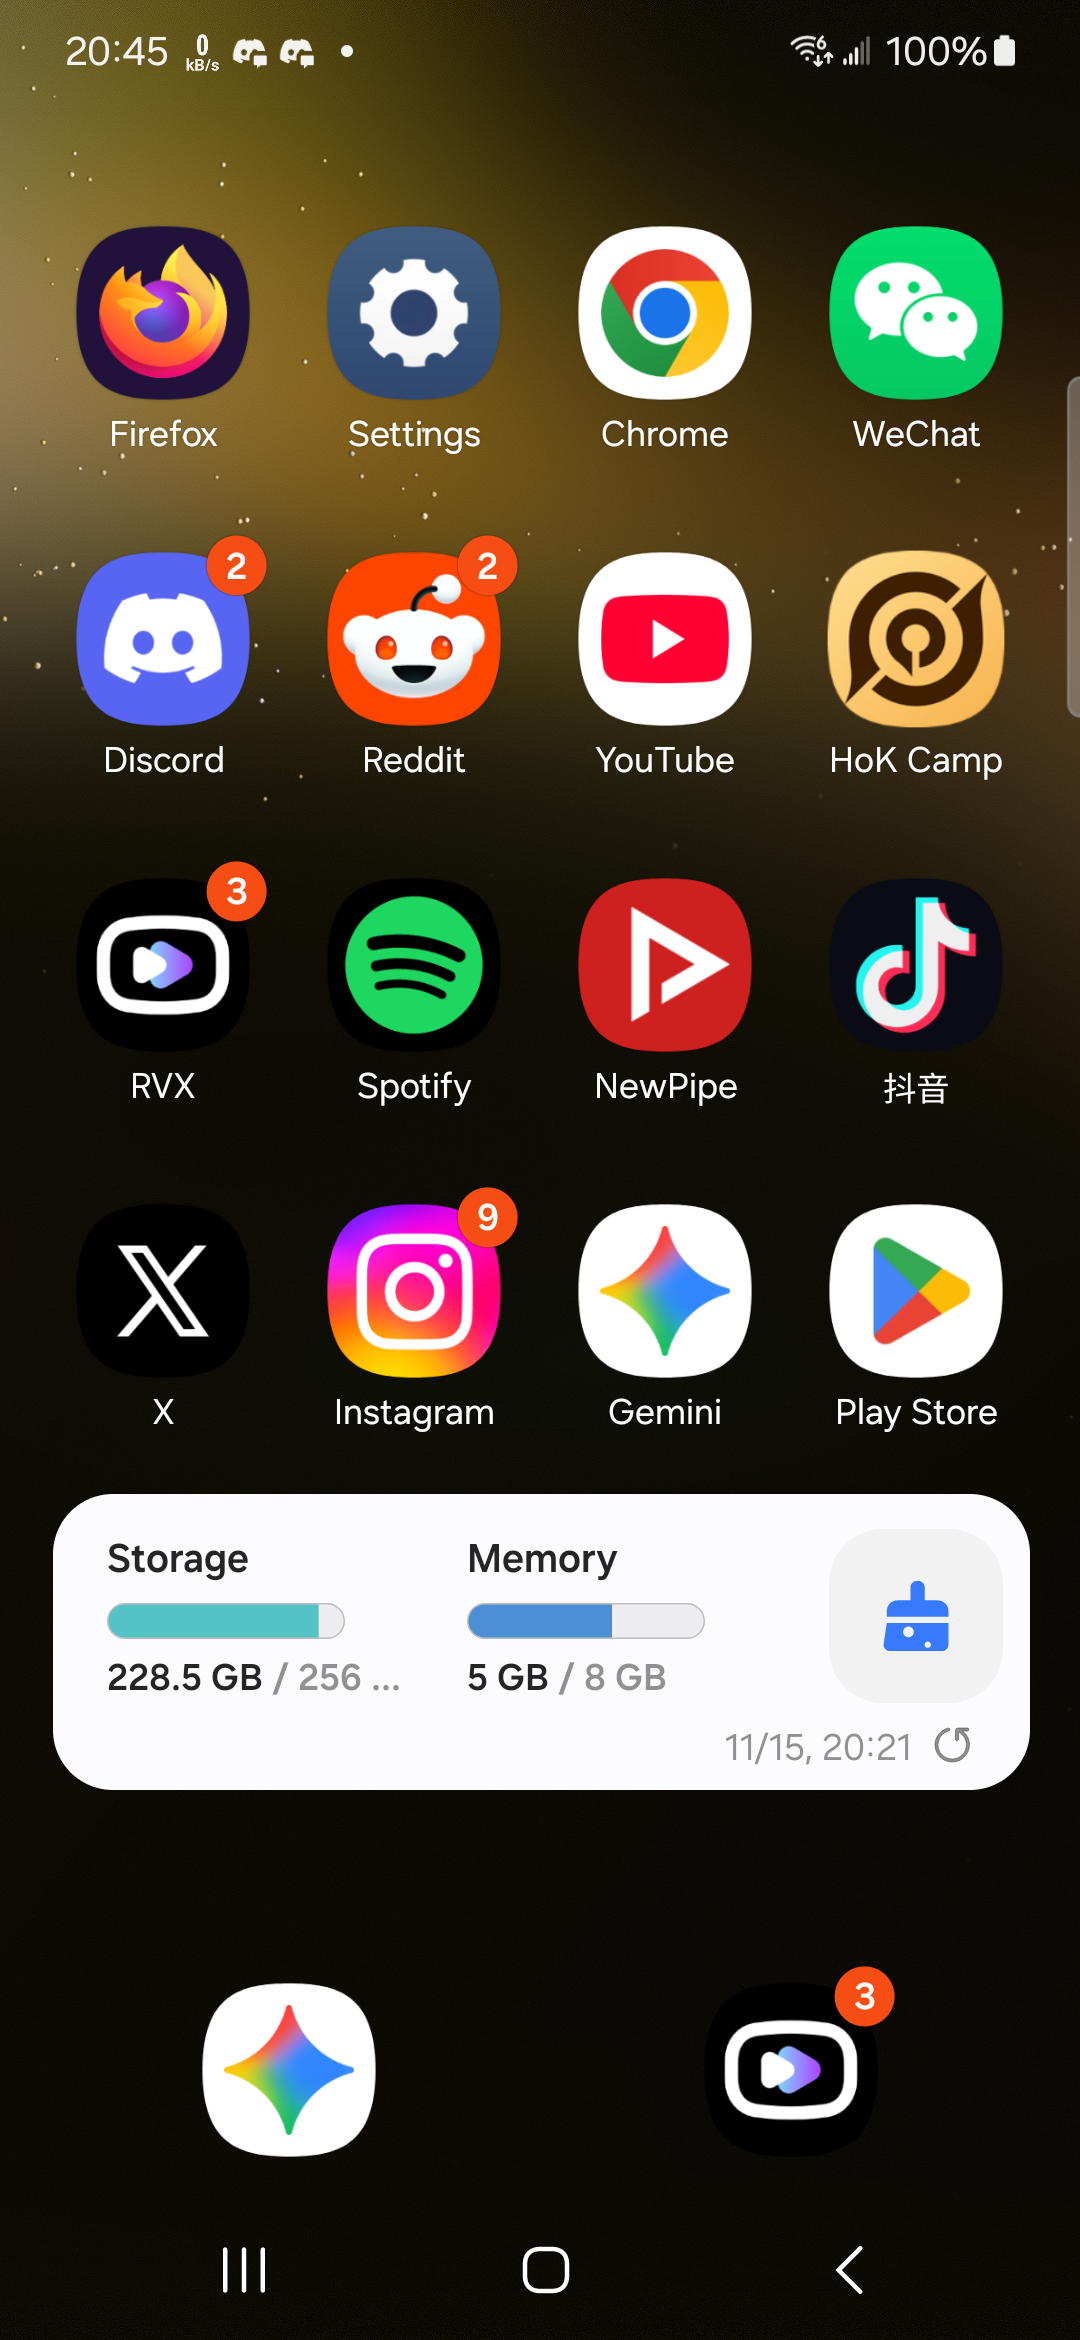 20:45 0 kB/s 6 100%
Firefox Settings Chrome WeChat
2 2
Discord Reddit YouTube HoK Camp
3
RVX Spotify NewPipe 抖音
9
X Instagram Gemini Play Store
Storage Memory
228.5 GB / 256 ... 5 GB / 8 GB
11/15, 20:21
3